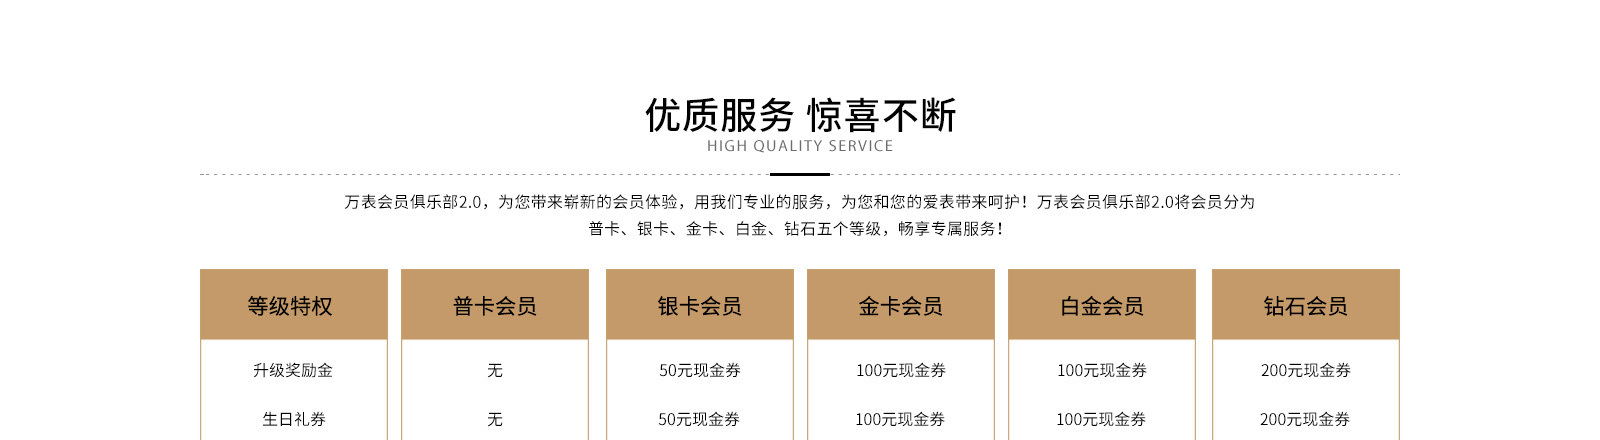 优质服务 惊喜不断
HIGH QUALITY SERVICE
万表会员俱乐部2.0，为您带来崭新的会员体验，用我们专业的服务，为您和您的爱表带来呵护！万表会员俱乐部2.0将会员分为
普卡、银卡、金卡、白金、钻石五个等级，畅享专属服务！
等级特权 普卡会员 银卡会员 金卡会员 白金会员 钻石会员
升级奖励金 无 50元现金券 100元现金券 100元现金券 200元现金券
生日礼券 无 50元现金券 100元现金券 100元现金券 200元现金券